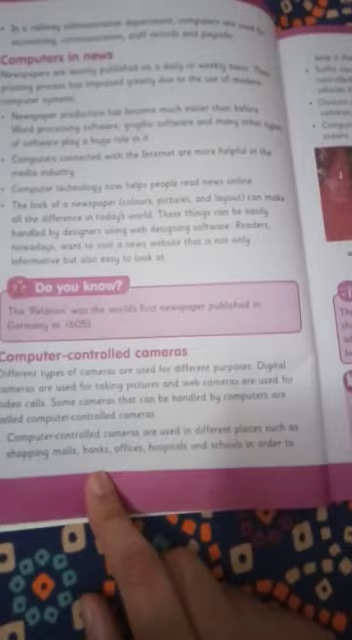 • In a railway administration department, computers are used in
accounting, communication, staff records and payrolls.
Computers in news
Newspapers are mostly published on a daily or weekly basis. Their
printing process has improved greatly due to the use of modern
computer systems.
• Newspaper production has become much easier than before.
Word processing software, graphic software and many other types
of software play a huge role in it.
• Computers connected with the Internet are more helpful in the
media industry.
• Computer technology now helps people read news online.
• The look of a newspaper (colours, pictures, and layout) can make
all the difference in today's world. These things can be easily
handled by designers using web designing software. Readers,
nowadays, want to visit a news website that is not only
informative but also easy to look at.
Do you know?
The 'Relation' was the world's first newspaper published in
Germany in (1605).
Computer-controlled cameras
Different types of cameras are used for different purposes. Digital
cameras are used for taking pictures and web cameras are used for
video calls. Some cameras that can be handled by computers are
called computer-controlled cameras.
Computer-controlled cameras are used in different places such as
shopping malls, banks, offices, hospitals and schools in order to